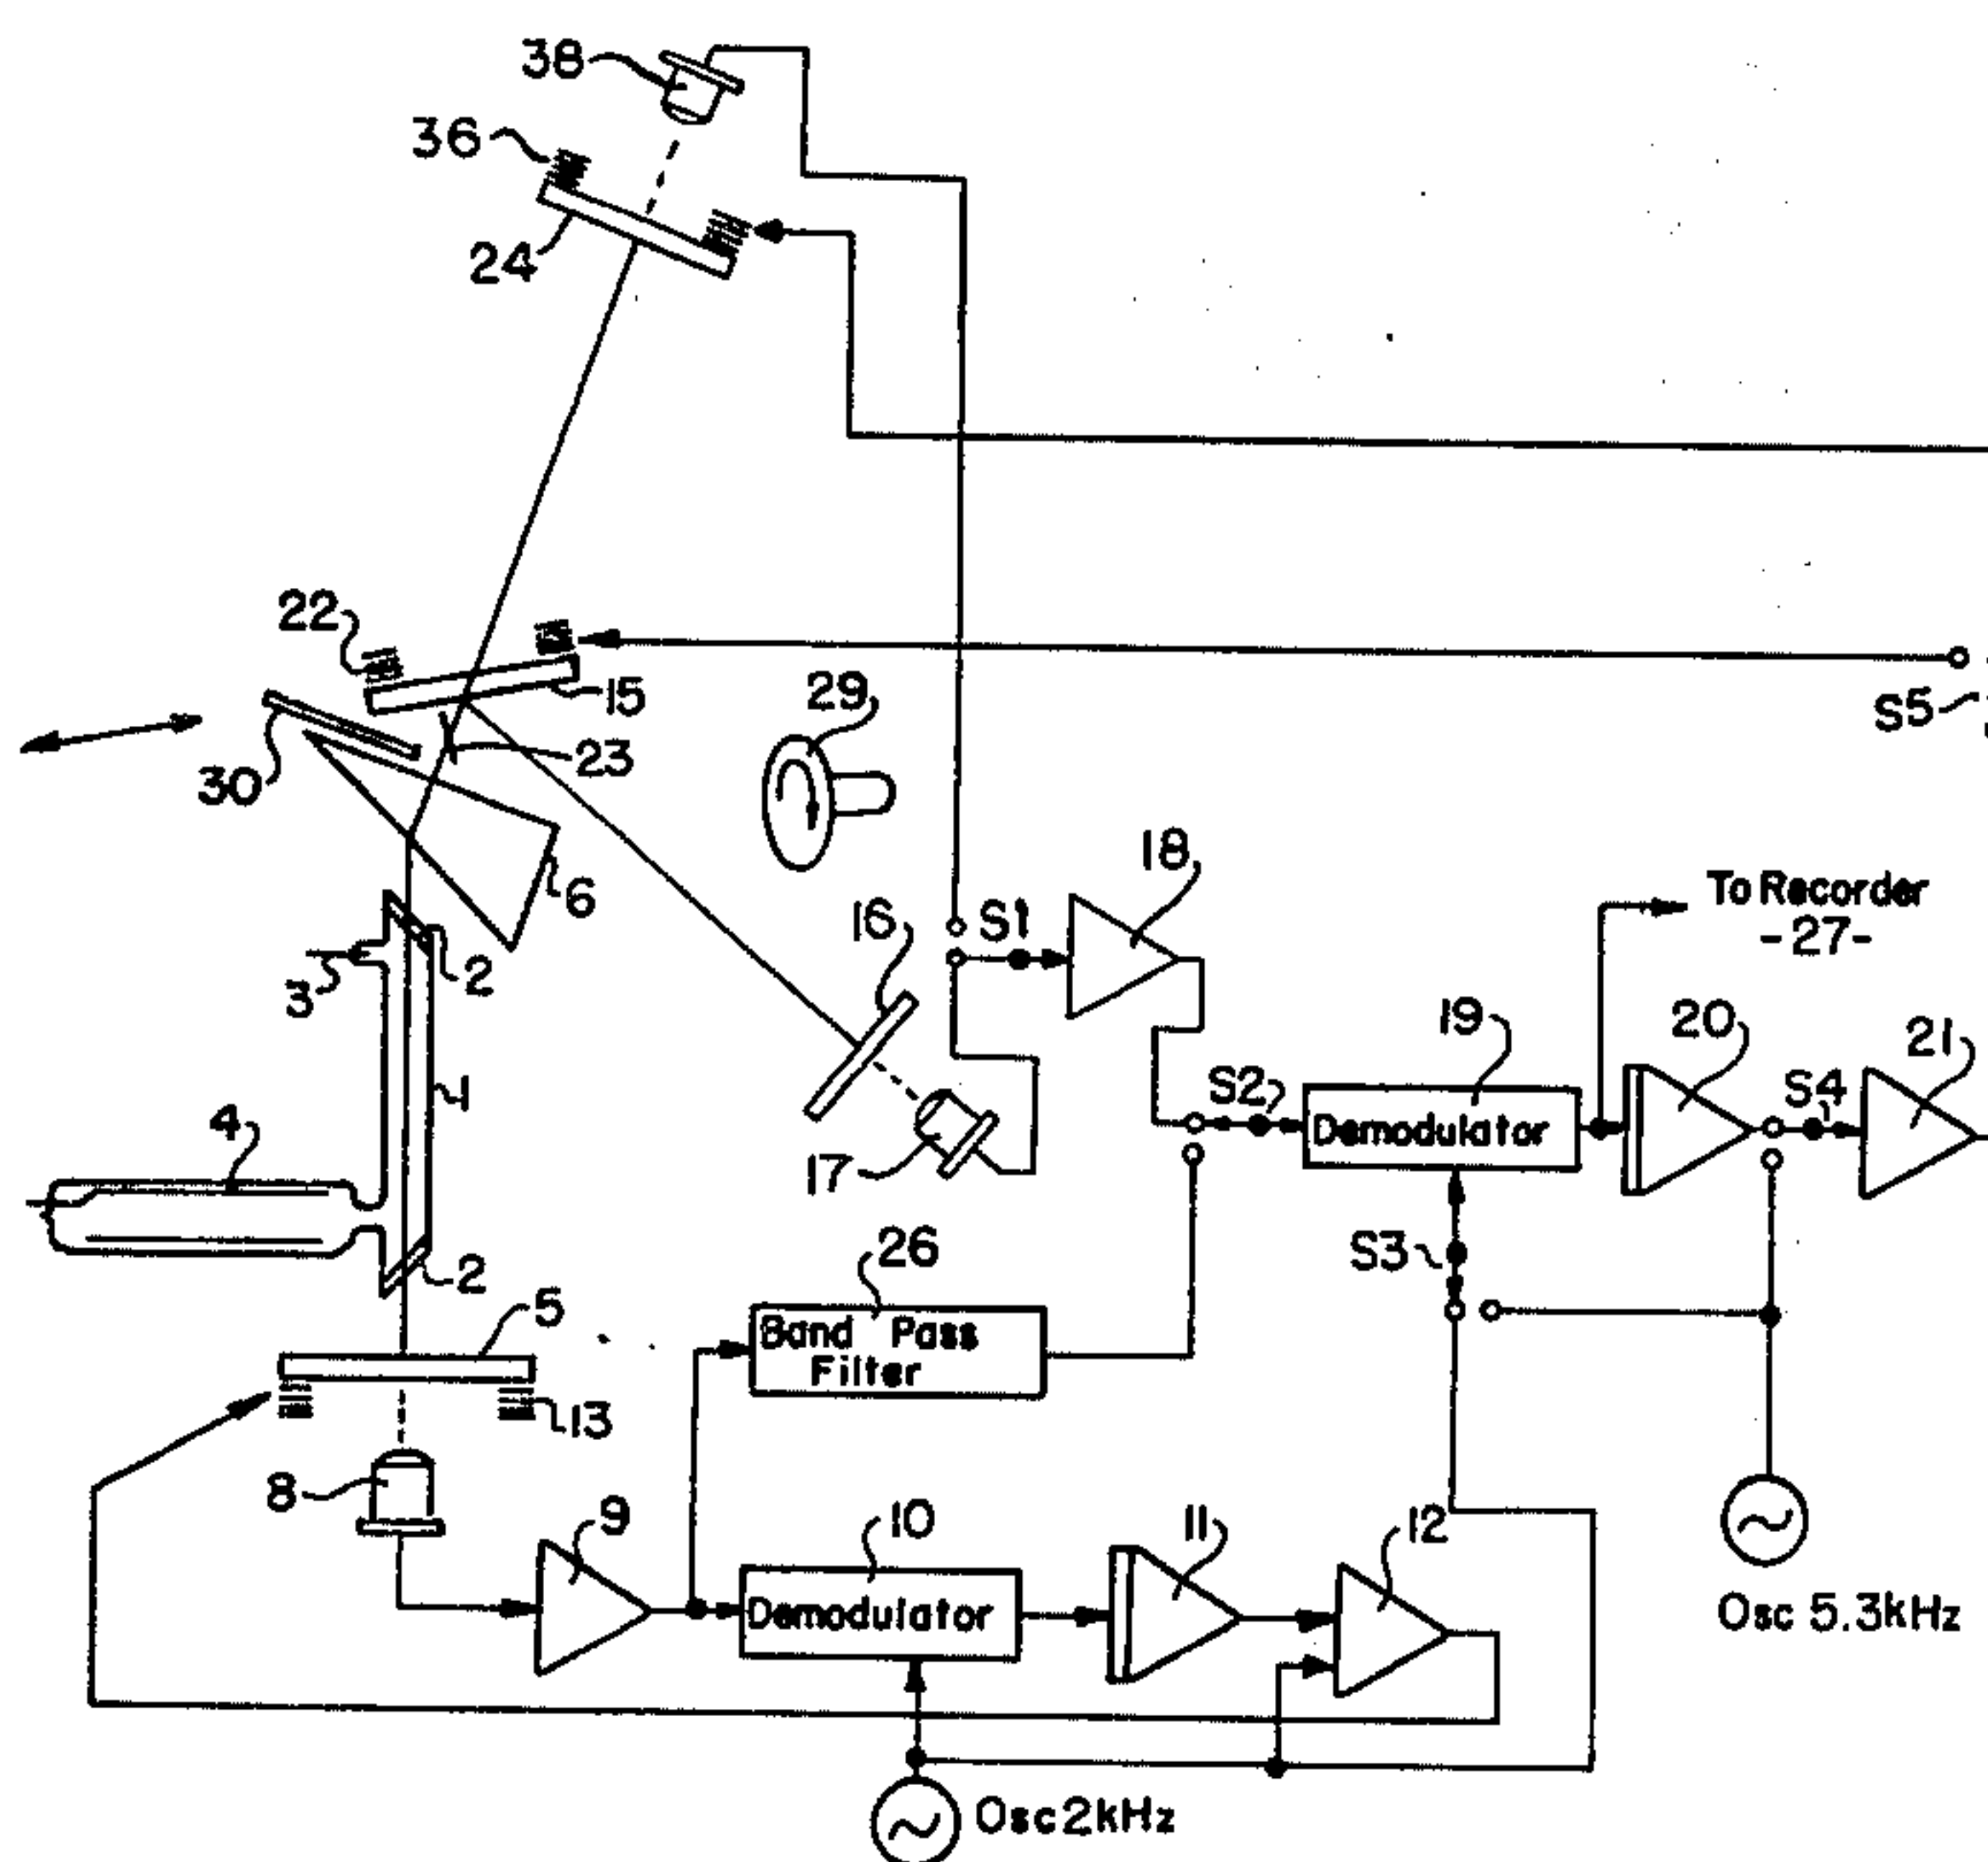 38
36
24
22
15
23
30
29
S5
6
18
16
S1
To Recorder
-27-
3
2
19
20
21
1
4
S2
S4
Demodulator
17
26
S3
2
5
Band Pass
Filter
13
8
9
10
11
12
Demodulator
Osc 5.3kHz
Osc 2kHz